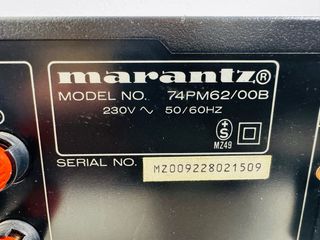 marantz®
MODEL NO. 74PM62/00B
230V ∿ 50/60HZ
S
MZ49
SERIAL NO. MZ009228021509